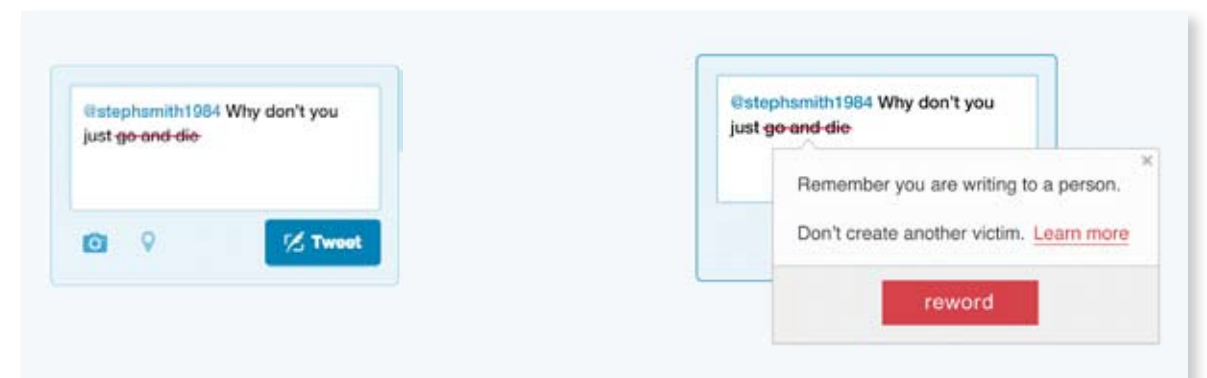 @stephsmith1984 Why don't you
just go and die
Tweet
@stephsmith1984 Why don't you
just go and die
Remember you are writing to a person.
Don't create another victim. Learn more
reword